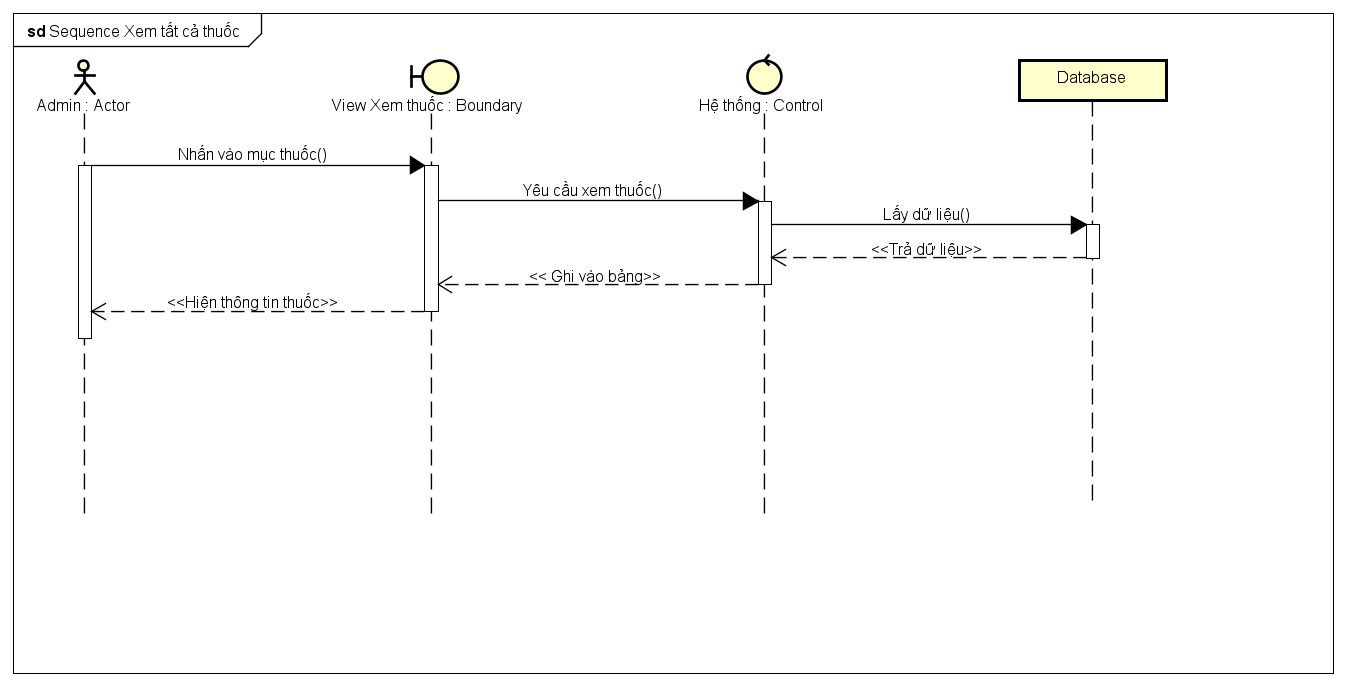 sd Sequence Xem tất cả thuốc
Admin : Actor
View Xem thuốc : Boundary
Hệ thống : Control
Database
Nhấn vào mục thuốc()
Yêu cầu xem thuốc()
Lấy dữ liệu()
<<Trả dữ liệu>>
<< Ghi vào bảng>>
<<Hiện thông tin thuốc>>